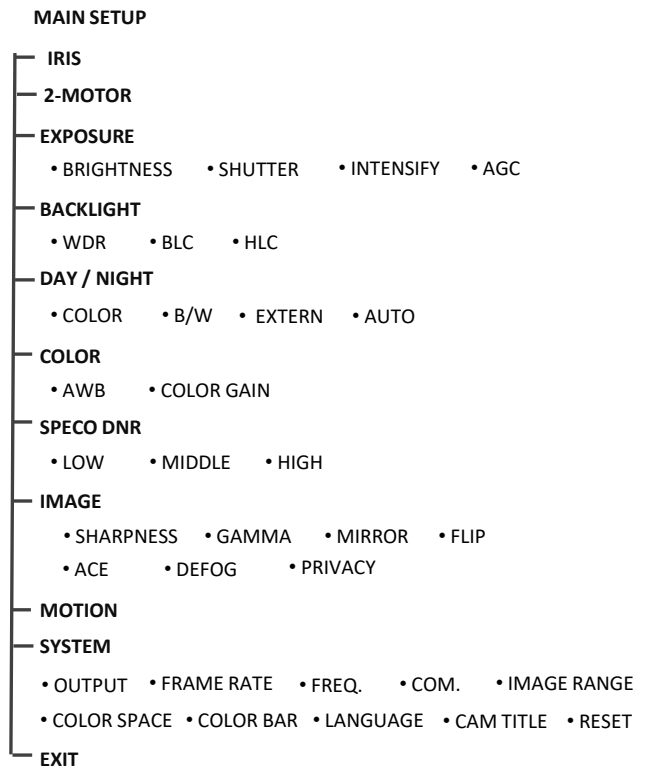 MAIN SETUP
IRIS
2-MOTOR
EXPOSURE
• BRIGHTNESS • SHUTTER • INTENSIFY • AGC
BACKLIGHT
• WDR • BLC • HLC
DAY / NIGHT
• COLOR • B/W • EXTERN • AUTO
COLOR
• AWB • COLOR GAIN
SPECO DNR
• LOW • MIDDLE • HIGH
IMAGE
• SHARPNESS • GAMMA • MIRROR • FLIP
• ACE • DEFOG • PRIVACY
MOTION
SYSTEM
• OUTPUT • FRAME RATE • FREQ. • COM. • IMAGE RANGE
• COLOR SPACE • COLOR BAR • LANGUAGE • CAM TITLE • RESET
EXIT